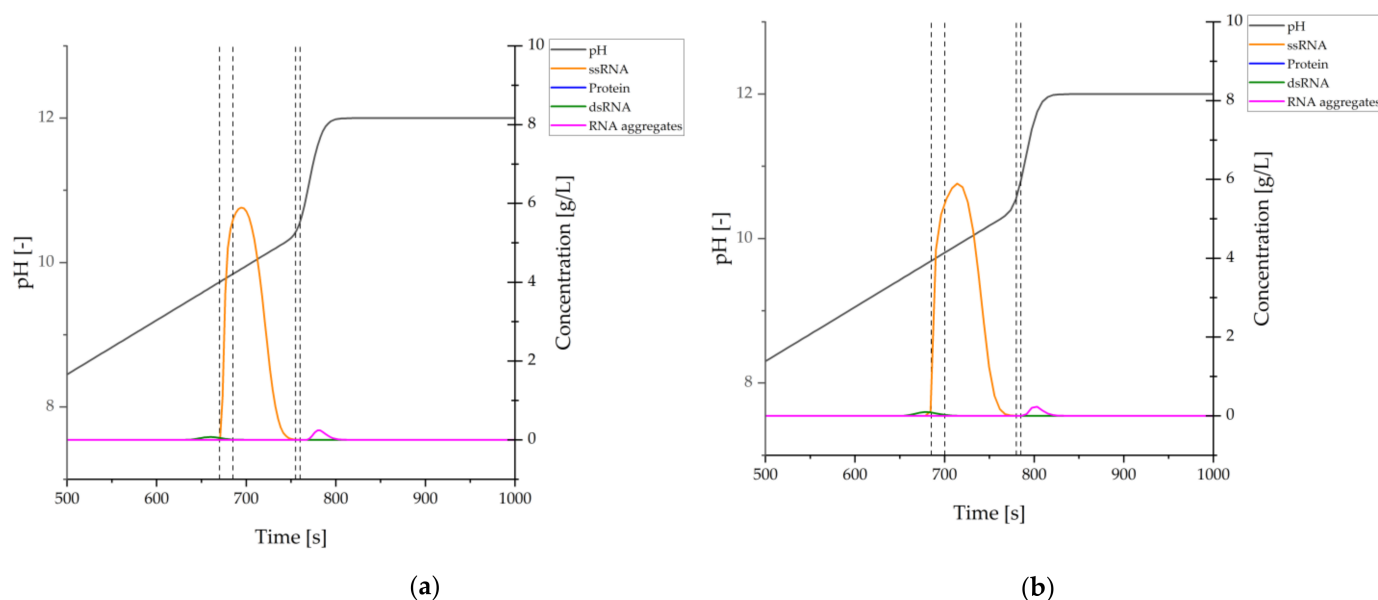 pH
ssRNA
Protein
dsRNA
RNA aggregates
12
10
8
pH [-]
10
8
6
4
2
0
Concentration [g/L]
500 600 700 800 900 1000
Time [s]
(a)
pH
ssRNA
Protein
dsRNA
RNA aggregates
12
10
8
pH [-]
10
8
6
4
2
0
Concentration [g/L]
500 600 700 800 900 1000
Time [s]
(b)